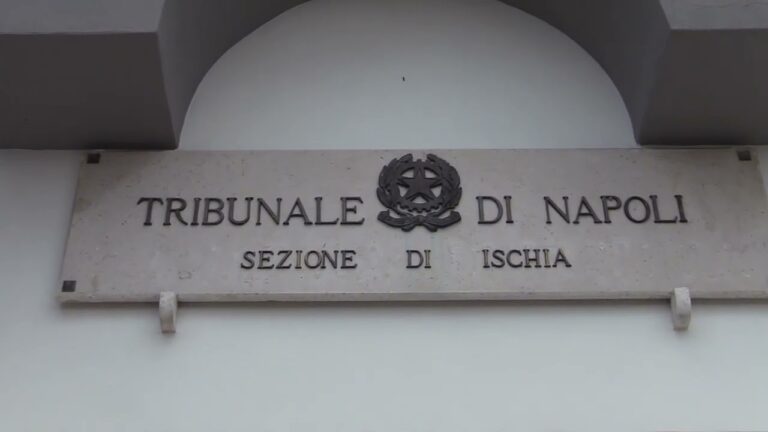 TRIBUNALE DI NAPOLI
SEZIONE DI ISCHIA